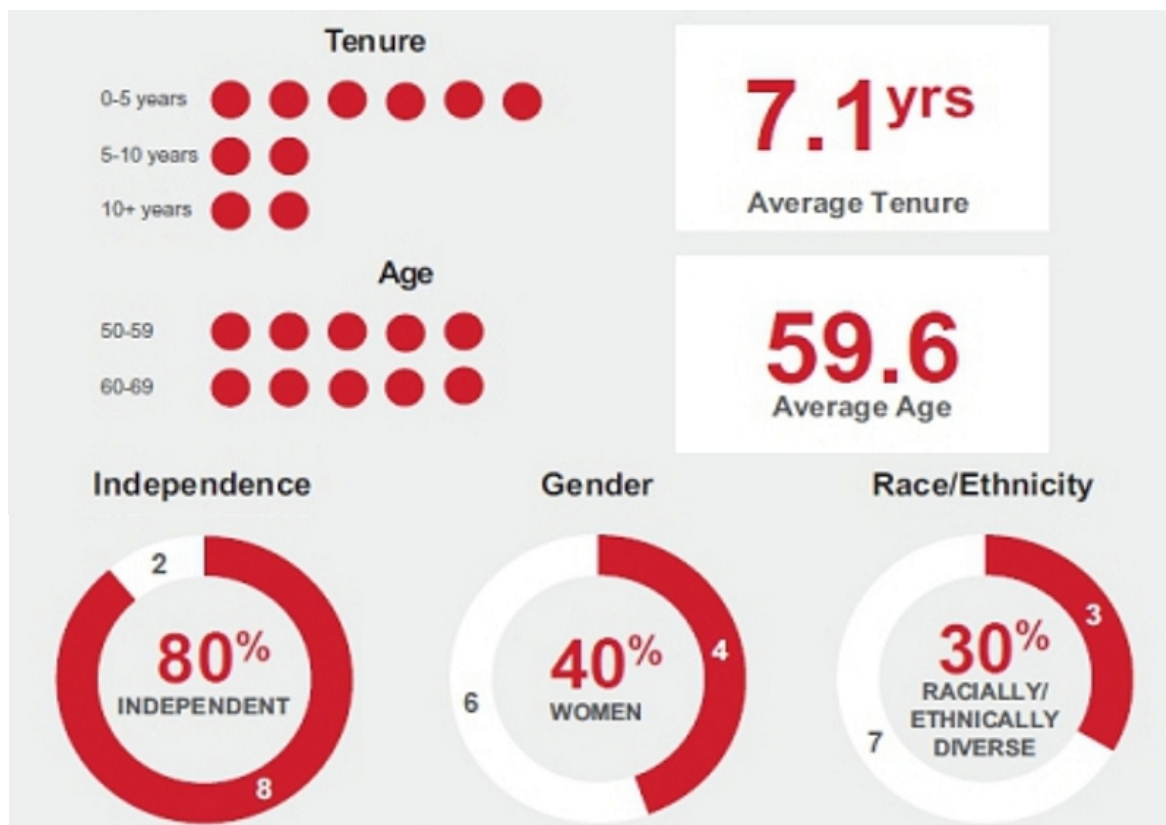 Tenure
0-5 years
5-10 years
10+ years
7.1yrs
Average Tenure
Age
50-59
60-69
59.6
Average Age
Independence
2
80%
INDEPENDENT
8
Gender
4
40%
WOMEN
6
Race/Ethnicity
3
30%
RACIALLY/
ETHNICALLY
DIVERSE
7